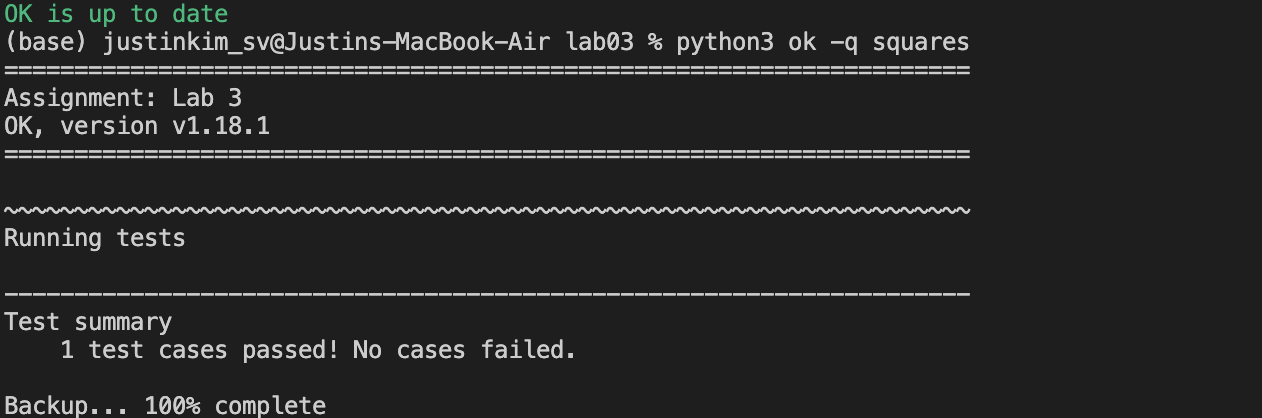 OK is up to date
(base) justinkim_sv@Justins-MacBook-Air lab03 % python3 ok -q squares
=====================================================================
Assignment: Lab 3
OK, version v1.18.1
=====================================================================
~~~~~~~~~~~~~~~~~~~~~~~~~~~~~~~~~~~~~~~~~~~~~~~~~~~~~~~~~~~~~~~~~~~~~
Running tests
---------------------------------------------------------------------
Test summary
    1 test cases passed! No cases failed.
Backup... 100% complete